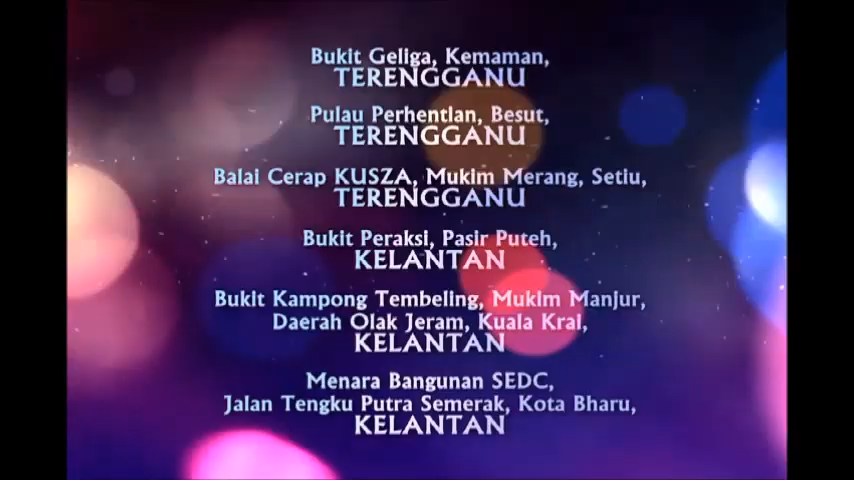 Bukit Geliga, Kemaman,
TERENGGANU
Pulau Perhentian, Besut,
TERENGGANU
Balai Cerap KUSZA, Mukim Merang, Setiu,
TERENGGANU
Bukit Peraksi, Pasir Puteh,
KELANTAN
Bukit Kampong Tembeling, Mukim Manjur,
Daerah Olak Jeram, Kuala Krai,
KELANTAN
Menara Bangunan SEDC,
Jalan Tengku Putra Semerak, Kota Bharu,
KELANTAN